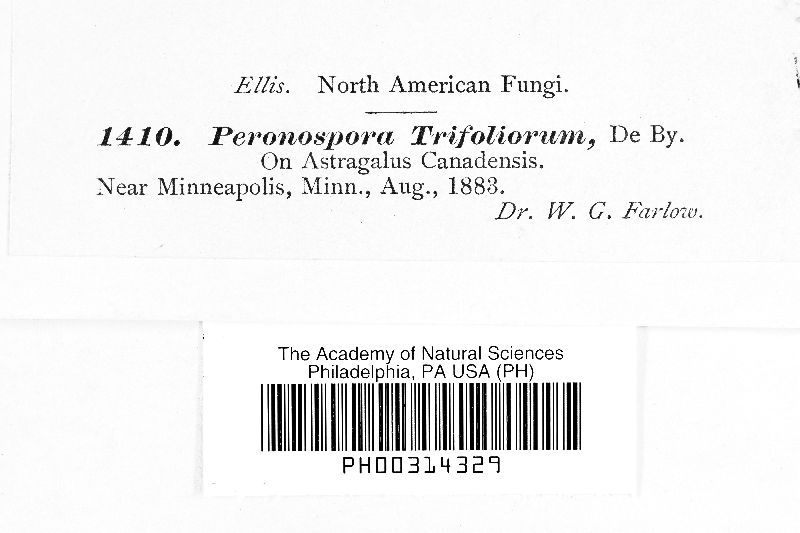 Ellis. North American Fungi.
1410. Peronospora Trifoliorum, De By.
On Astragalus Canadensis.
Near Minneapolis, Minn., Aug., 1883.
Dr. W. G. Farlow.
The Academy of Natural Sciences
Philadelphia, PA USA (PH)
PH00314329